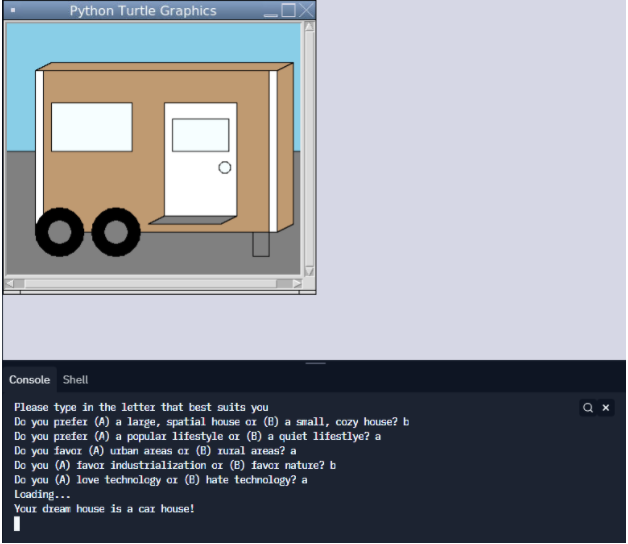 Python Turtle Graphics
Console Shell
Please type in the letter that best suits you
Do you prefer (A) a large, spatial house or (B) a small, cozy house? b
Do you prefer (A) a popular lifestyle or (B) a quiet lifestlye? a
Do you favor (A) urban areas or (B) rural areas? a
Do you (A) favor industrialization or (B) favor nature? b
Do you (A) love technology or (B) hate technology? a
Loading...
Your dream house is a car house!